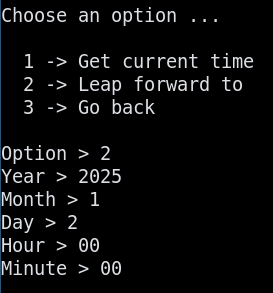 Choose an option ...
1 -> Get current time
2 -> Leap forward to
3 -> Go back
Option > 2
Year > 2025
Month > 1
Day > 2
Hour > 00
Minute > 00